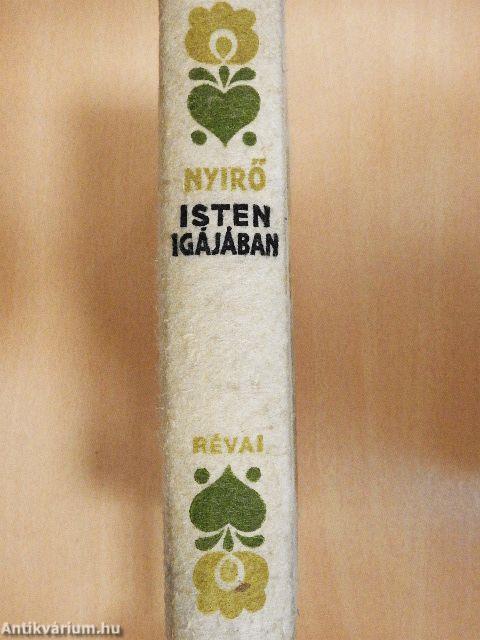 NYIRŐ
ISTEN
IGÁJÁBAN
RÉVAI
Antikvárium.hu